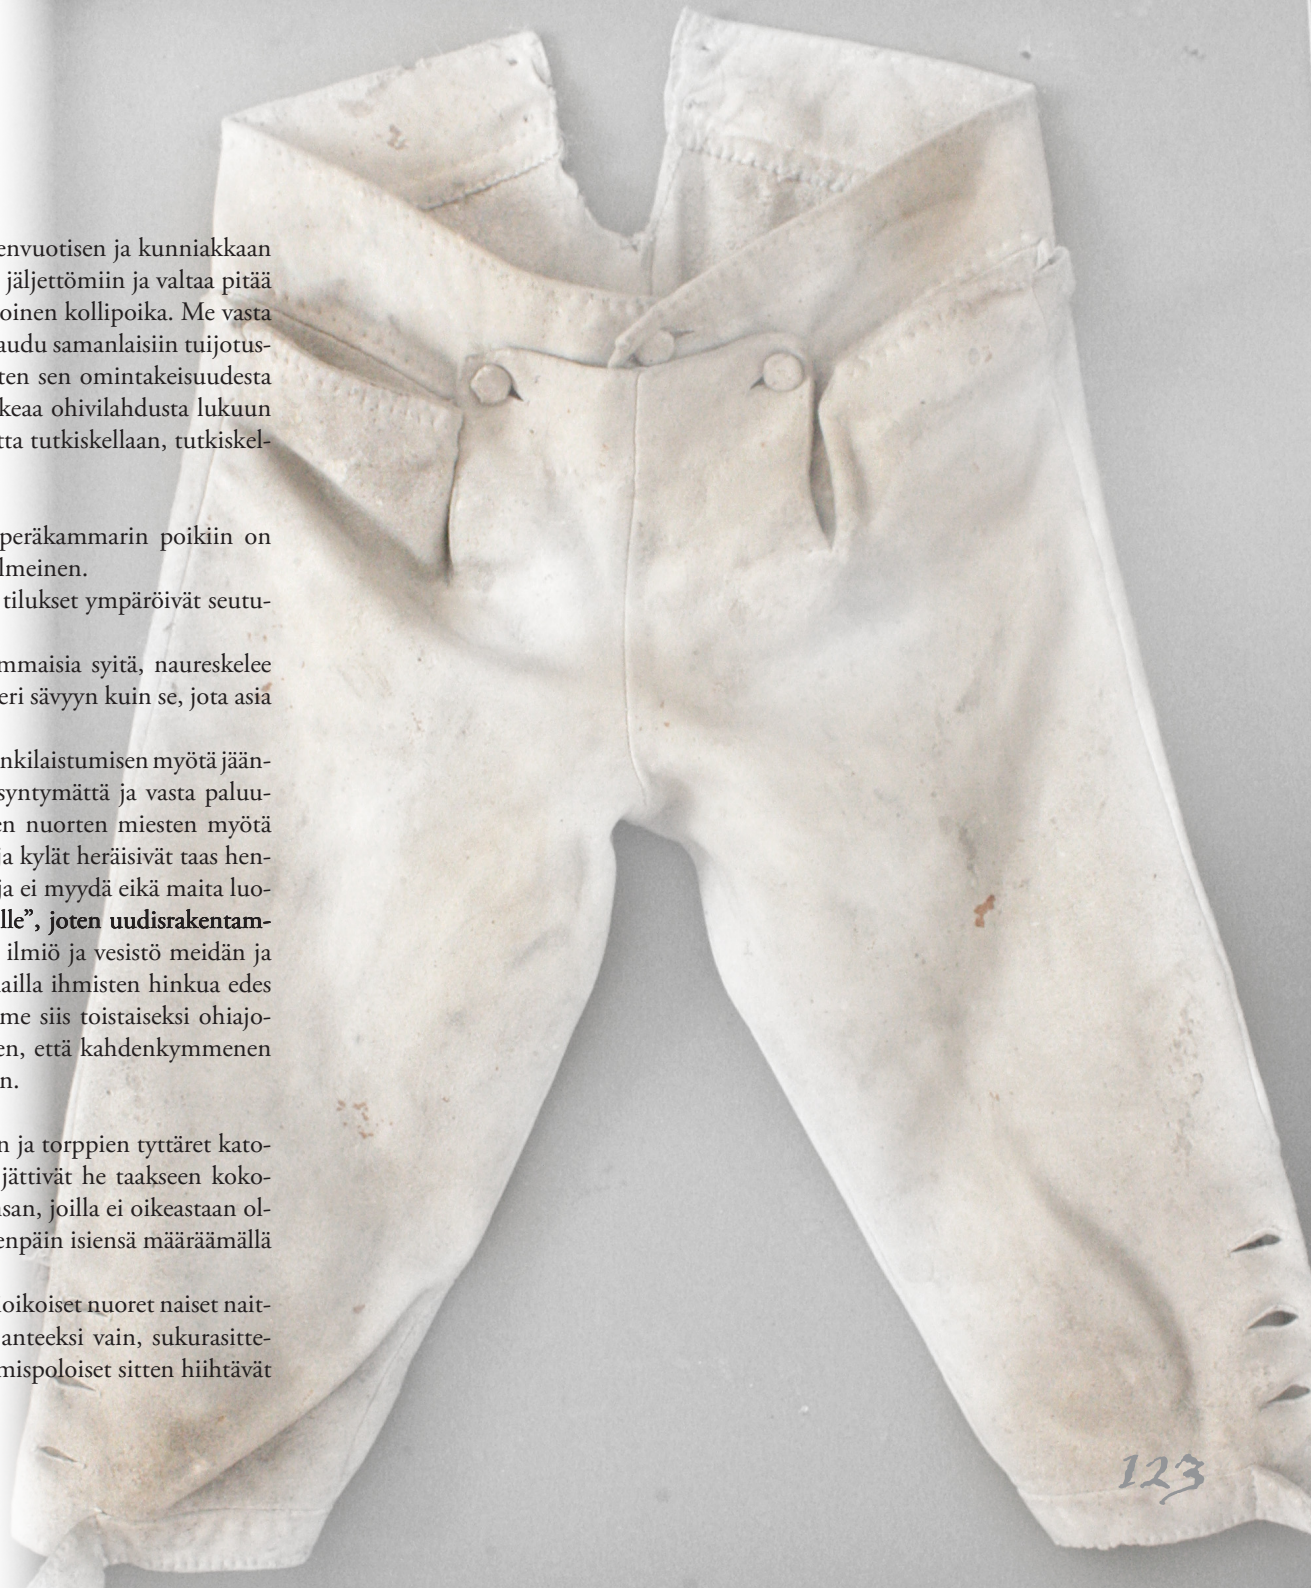 envuotisen ja kunniakkaan
jäljettömiin ja valtaa pitää
oinen kollipoika. Me vasta
audu samanlaisiin tuijotus-
ten sen omintakeisuudesta
keaa ohivilahdusta lukuun
tta tutkiskellaan, tutkiskel-
peräkammarin poikiin on
lmeinen.
tilukset ympäröivät seutu-
mmaisia syitä, naureskelee
eri sävyyn kuin se, jota asia
nkilaistumisen myötä jään-
syntymättä ja vasta paluu-
en nuorten miesten myötä
ja kylät heräisivät taas hen-
ja ei myydä eikä maita luo-
lle”, joten uudisrakentam-
ilmiö ja vesistö meidän ja
ailla ihmisten hinkua edes
me siis toistaiseksi ohiajo-
en, että kahdenkymmenen
n.
n ja torppien tyttäret kato-
jättivät he taakseen koko-
san, joilla ei oikeastaan ol-
enpäin isiensä määräämällä
oikoiset nuoret naiset nait-
anteeksi vain, sukurasitte-
mispoloiset sitten hiihtävät
123